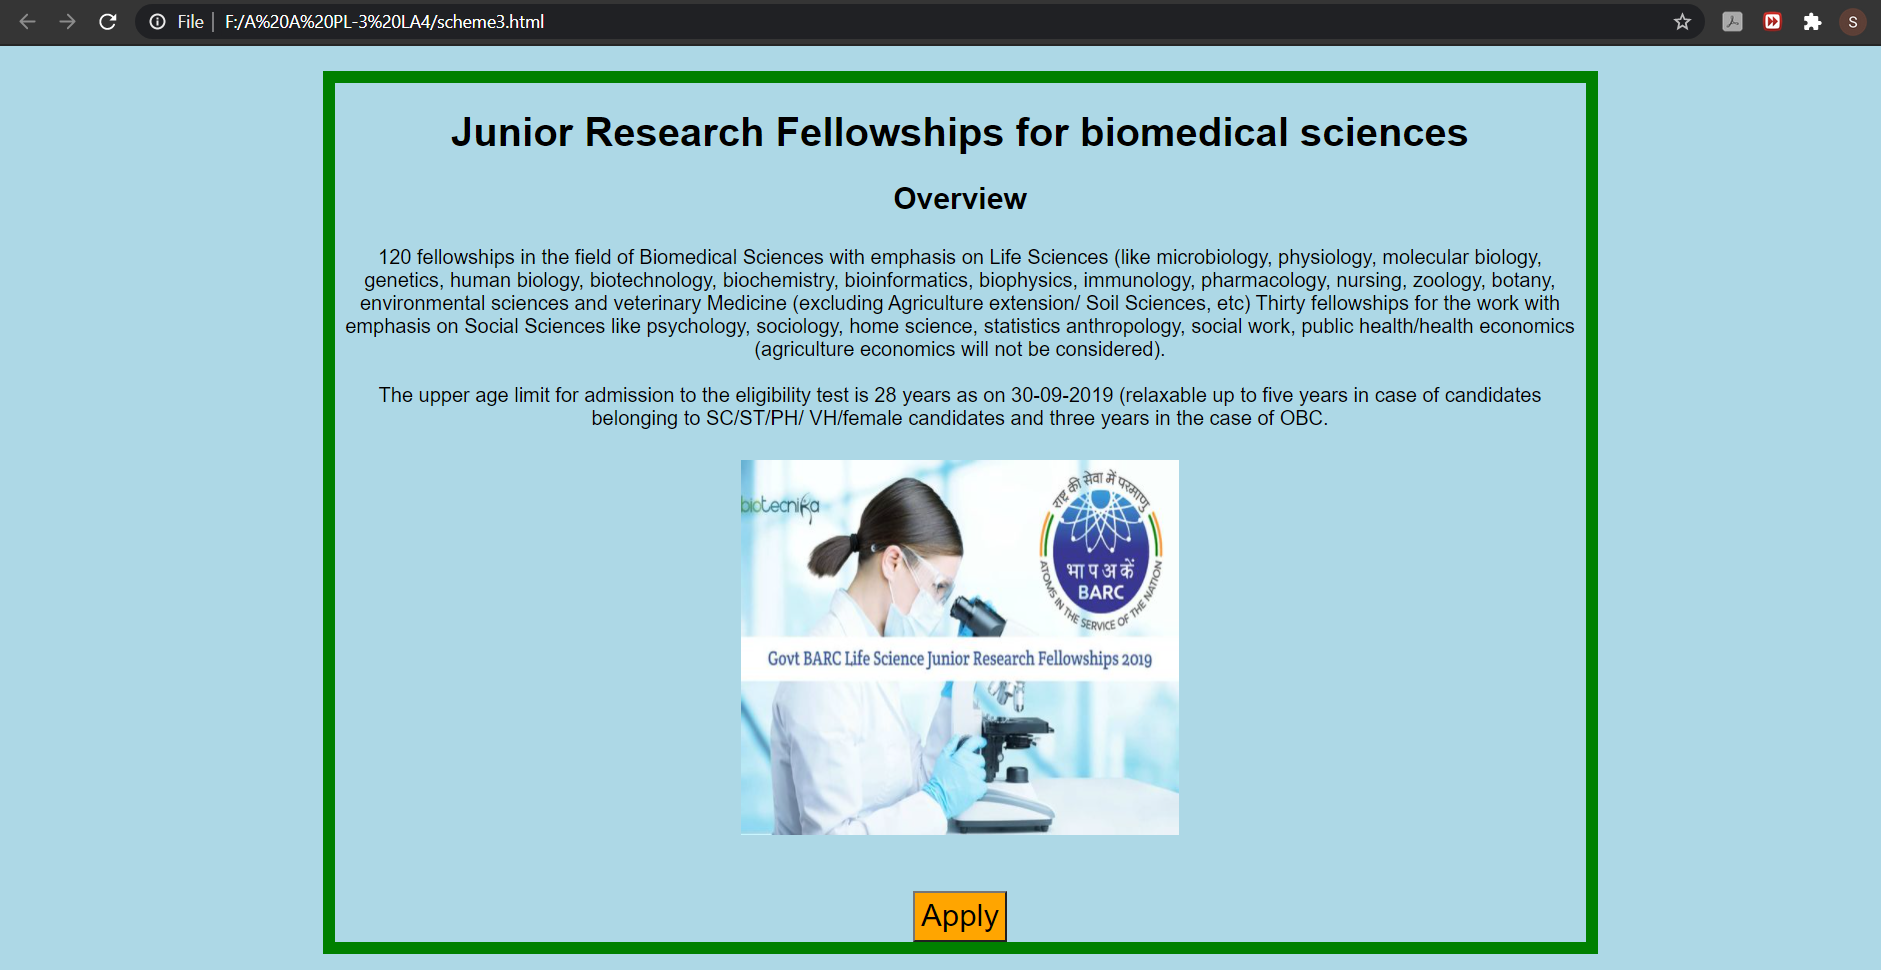 File | F:/A%20A%20PL-3%20LA4/scheme3.html
S
Junior Research Fellowships for biomedical sciences
Overview
120 fellowships in the field of Biomedical Sciences with emphasis on Life Sciences (like microbiology, physiology, molecular biology,
genetics, human biology, biotechnology, biochemistry, bioinformatics, biophysics, immunology, pharmacology, nursing, zoology, botany,
environmental sciences and veterinary Medicine (excluding Agriculture extension/ Soil Sciences, etc) Thirty fellowships for the work with
emphasis on Social Sciences like psychology, sociology, home science, statistics anthropology, social work, public health/health economics
(agriculture economics will not be considered).
The upper age limit for admission to the eligibility test is 28 years as on 30-09-2019 (relaxable up to five years in case of candidates
belonging to SC/ST/PH/ VH/female candidates and three years in the case of OBC.
biotecnika
राष्ट्र की सेवा में परमाणु
भा प अ कें
BARC
ATOMS IN THE SERVICE OF THE NATION
Govt BARC Life Science Junior Research Fellowships 2019
Apply